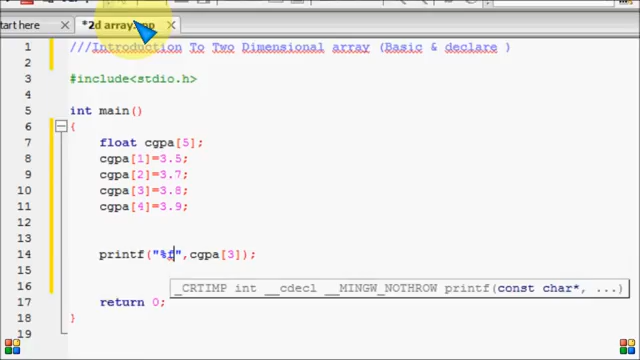 tart here
*2d array.cpp
1 ///Introduction To Two Dimensional array (Basic & declare )
2
3 #include<stdio.h>
4
5 int main()
6 {
7 float cgpa[5];
8 cgpa[1]=3.5;
9 cgpa[2]=3.7;
10 cgpa[3]=3.8;
11 cgpa[4]=3.9;
12
13
14 printf("%f",cgpa[3]);
15
16 _CRTIMP int __cdecl __MINGW_NOTHROW printf(const char*, ...)
17 return 0;
18 }
19